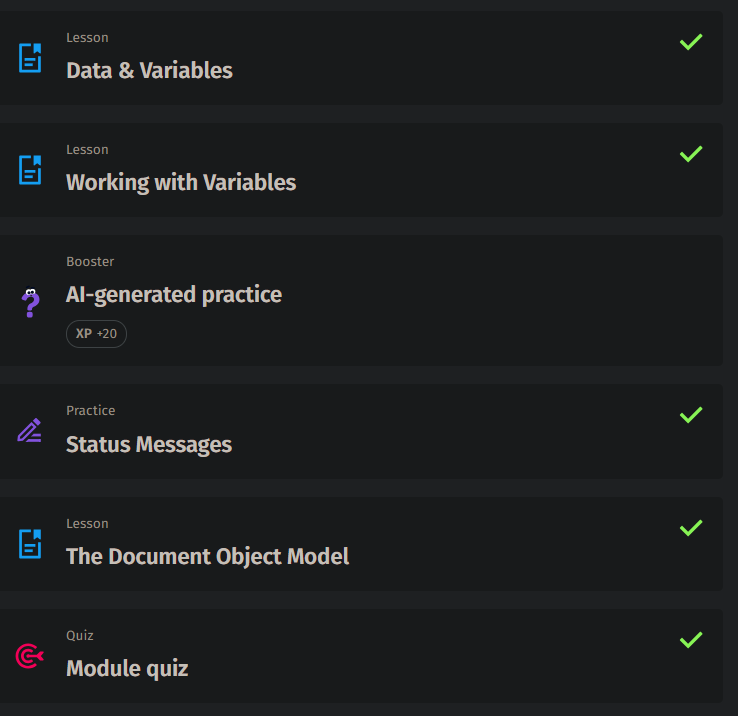 Lesson
Data & Variables
Lesson
Working with Variables
Booster
AI-generated practice
XP +20
Practice
Status Messages
Lesson
The Document Object Model
Quiz
Module quiz